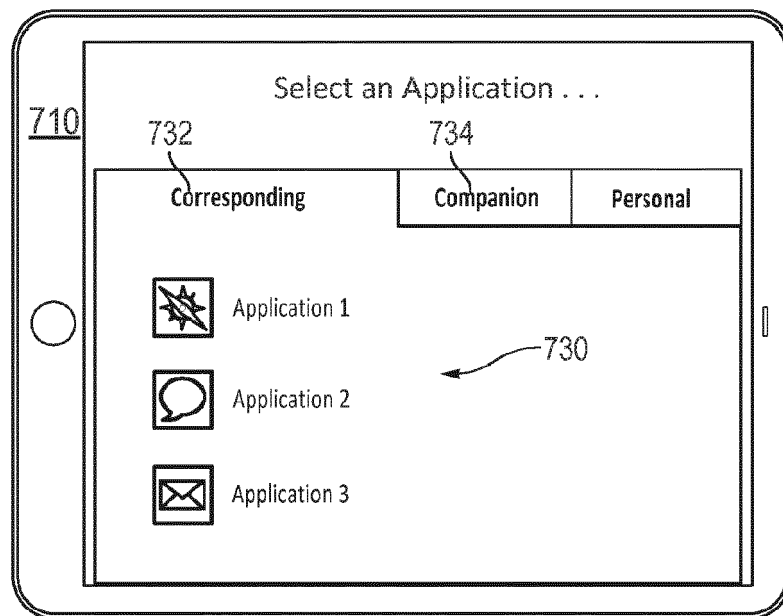 Select an Application . . .
710
732
734
Corresponding
Companion
Personal
Application 1
730
Application 2
Application 3